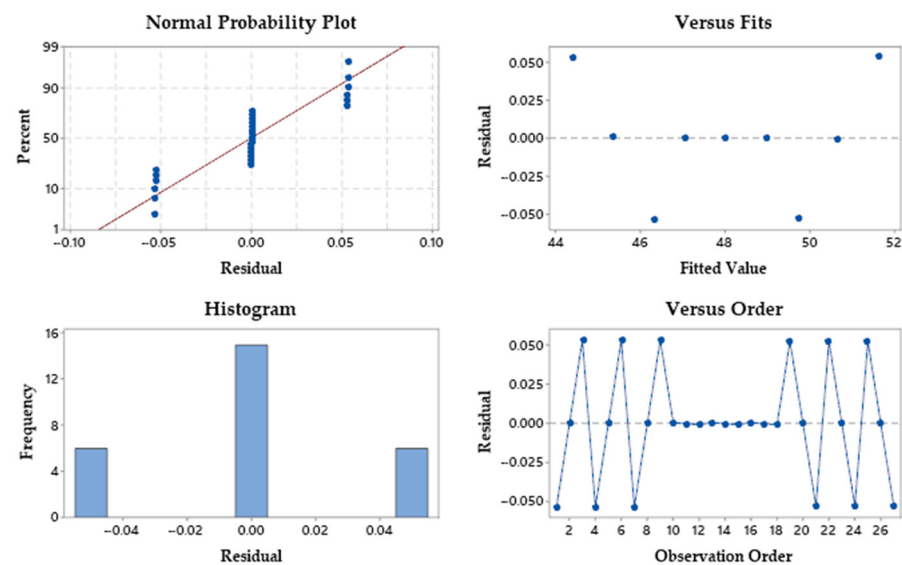 Normal Probability Plot
Percent
99
90
50
10
1
−0.10 −0.05 0.00 0.05 0.10
Residual
Versus Fits
Residual
0.050
0.025
0.000
−0.025
−0.050
44 46 48 50 52
Fitted Value
Histogram
Frequency
16
12
8
4
0
−0.04 −0.02 0.00 0.02 0.04
Residual
Versus Order
Residual
0.050
0.025
0.000
−0.025
−0.050
2 4 6 8 10 12 14 16 18 20 22 24 26
Observation Order